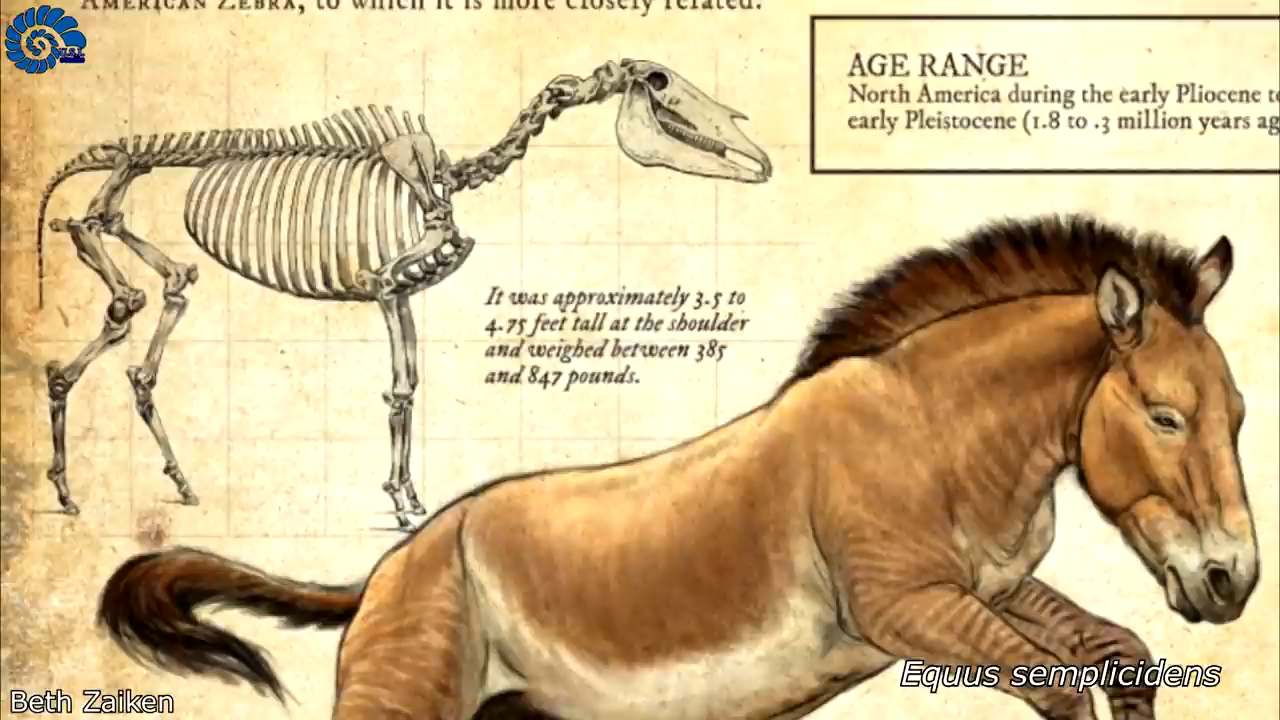 AMERICAN ZEBRA, to which it is more closely related.
AGE RANGE
North America during the early Pliocene to
early Pleistocene (1.8 to .3 million years ag
It was approximately 3.5 to
4.75 feet tall at the shoulder
and weighed between 385
and 847 pounds.
Equus semplicidens
Beth Zaiken